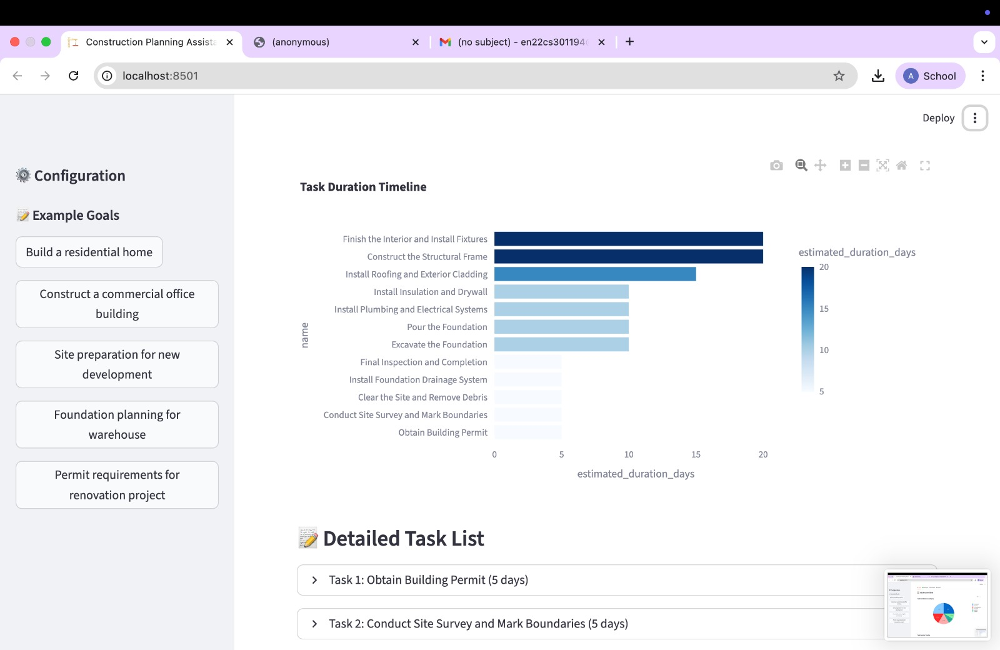 Construction Planning Assista
(anonymous)
(no subject) - en22cs301194
localhost:8501
A
School
Deploy
Configuration
Example Goals
Build a residential home
Construct a commercial office
building
Site preparation for new
development
Foundation planning for
warehouse
Permit requirements for
renovation project
Task Duration Timeline
Finish the Interior and Install Fixtures
Construct the Structural Frame
Install Roofing and Exterior Cladding
Install Insulation and Drywall
Install Plumbing and Electrical Systems
Pour the Foundation
Excavate the Foundation
Final Inspection and Completion
Install Foundation Drainage System
Clear the Site and Remove Debris
Conduct Site Survey and Mark Boundaries
Obtain Building Permit
name
0 5 10 15 20
estimated_duration_days
estimated_duration_days
20
15
10
5
Detailed Task List
Task 1: Obtain Building Permit (5 days)
Task 2: Conduct Site Survey and Mark Boundaries (5 days)